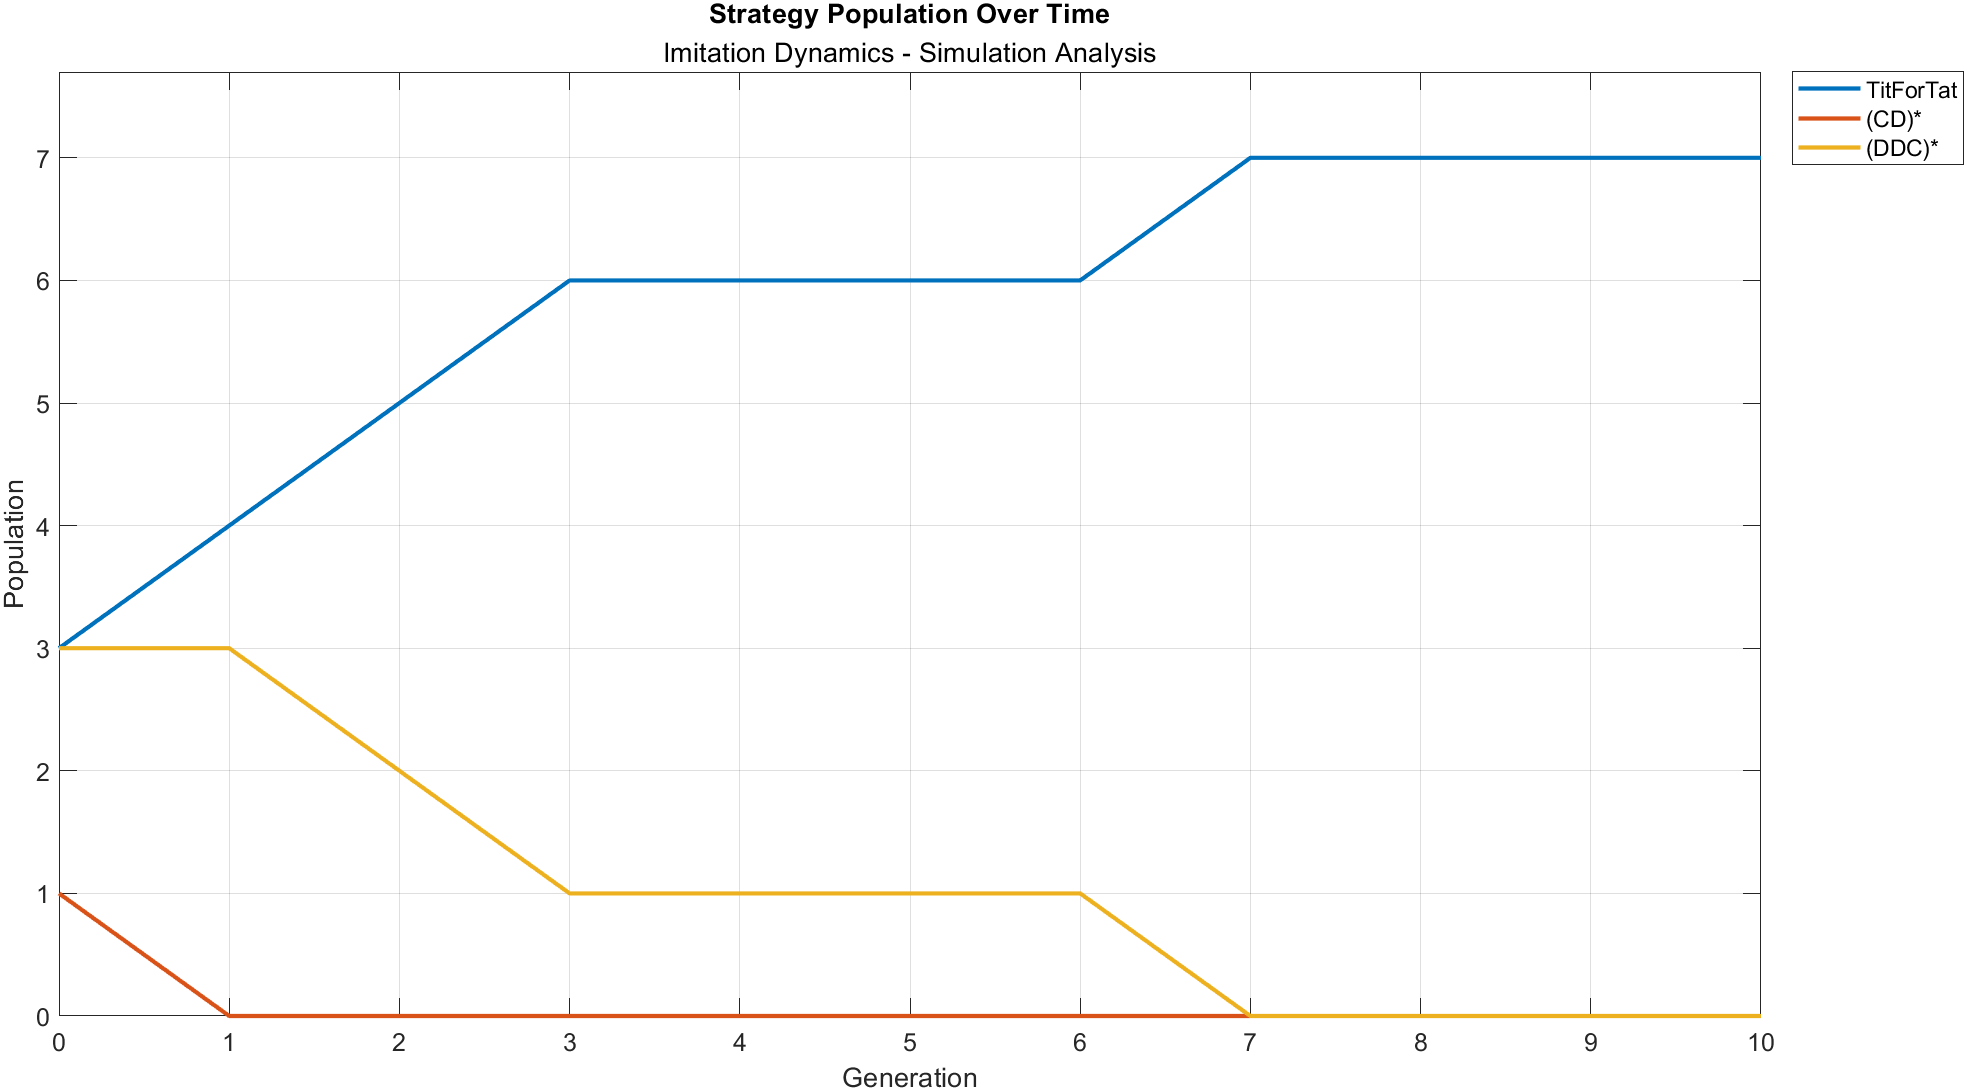 Strategy Population Over Time
Imitation Dynamics - Simulation Analysis
TitForTat
(CD)*
(DDC)*
7
6
5
4
3
2
1
0
Population
0 1 2 3 4 5 6 7 8 9 10
Generation